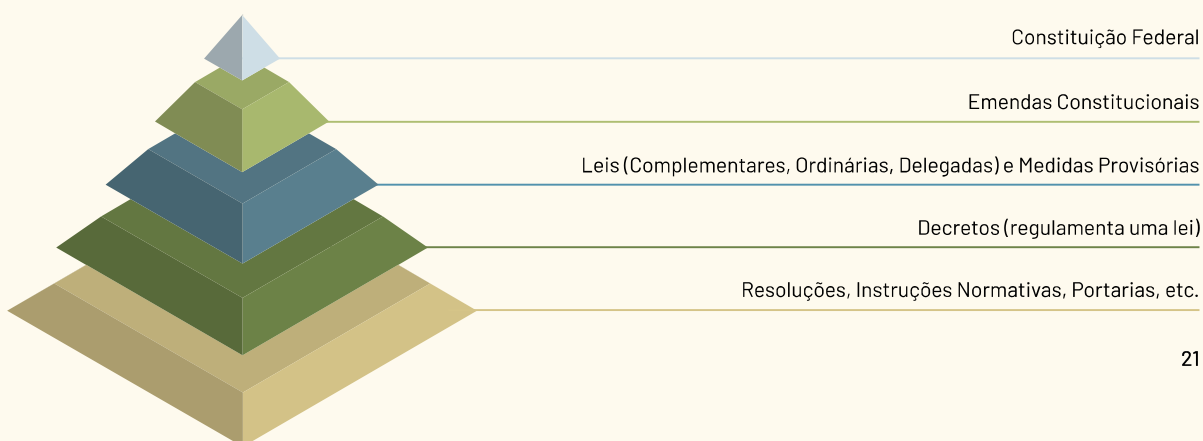 Constituição Federal
Emendas Constitucionais
Leis (Complementares, Ordinárias, Delegadas) e Medidas Provisórias
Decretos (regulamenta uma lei)
Resoluções, Instruções Normativas, Portarias, etc.
21